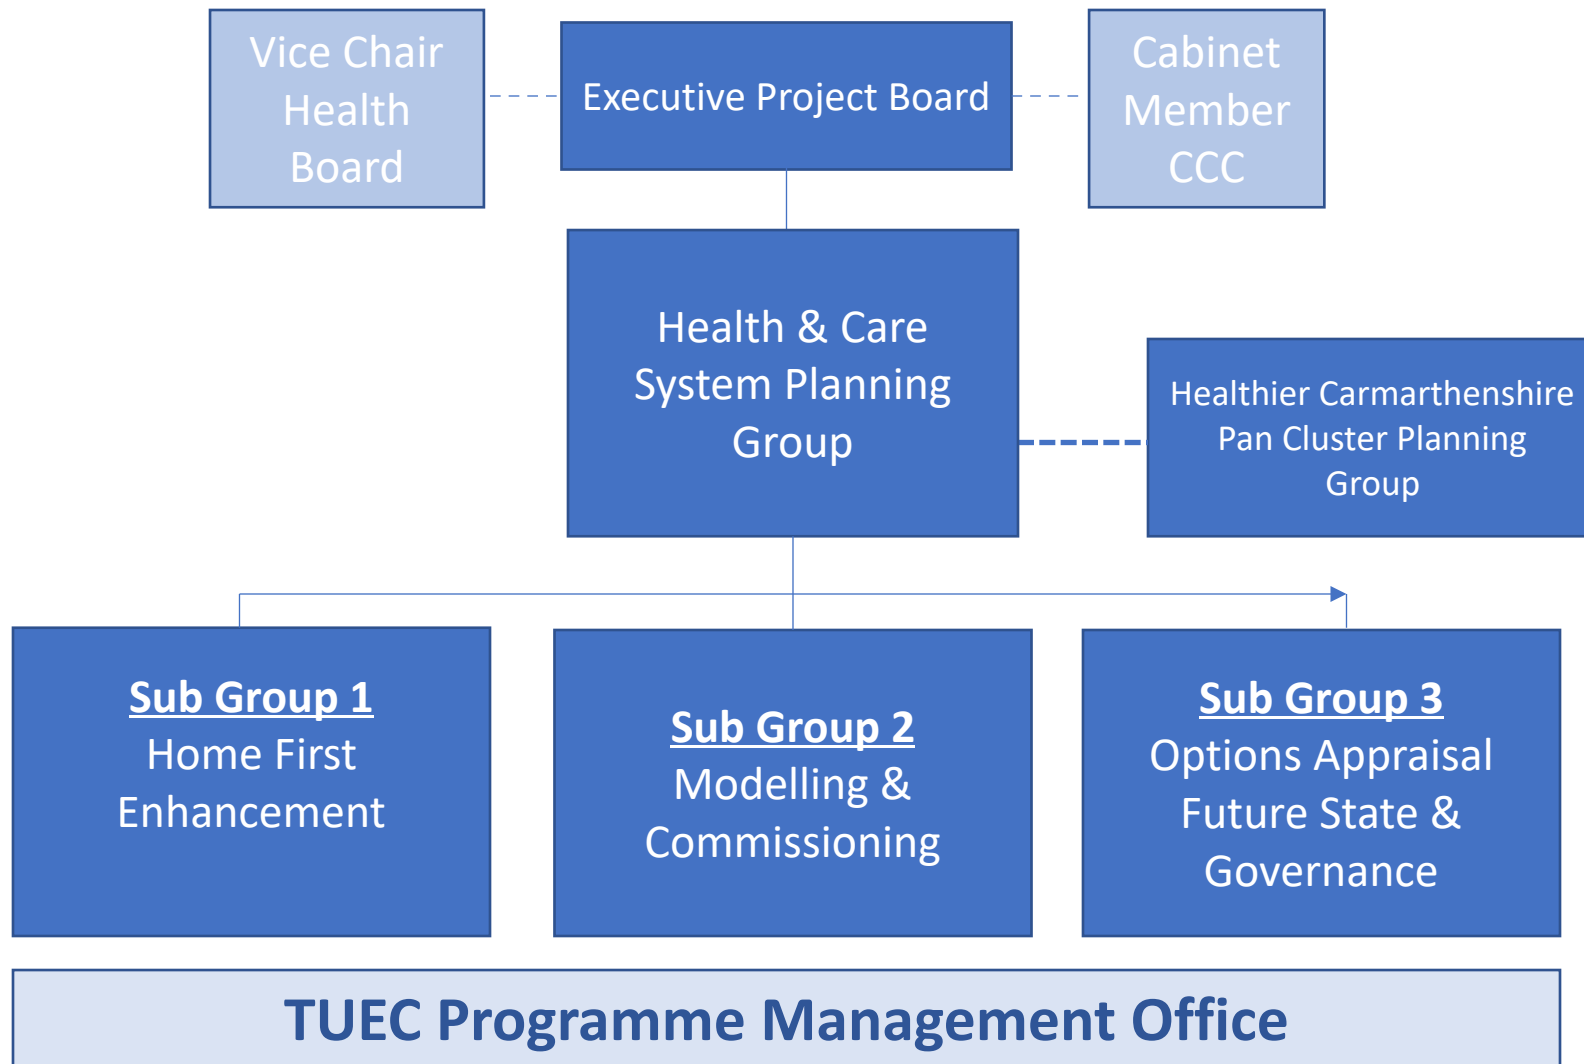 Vice Chair
Health
Board
Executive Project Board
Cabinet
Member
CCC
Health & Care
System Planning
Group
Healthier Carmarthenshire
Pan Cluster Planning
Group
Sub Group 1
Home First
Enhancement
Sub Group 2
Modelling &
Commissioning
Sub Group 3
Options Appraisal
Future State &
Governance
TUEC Programme Management Office